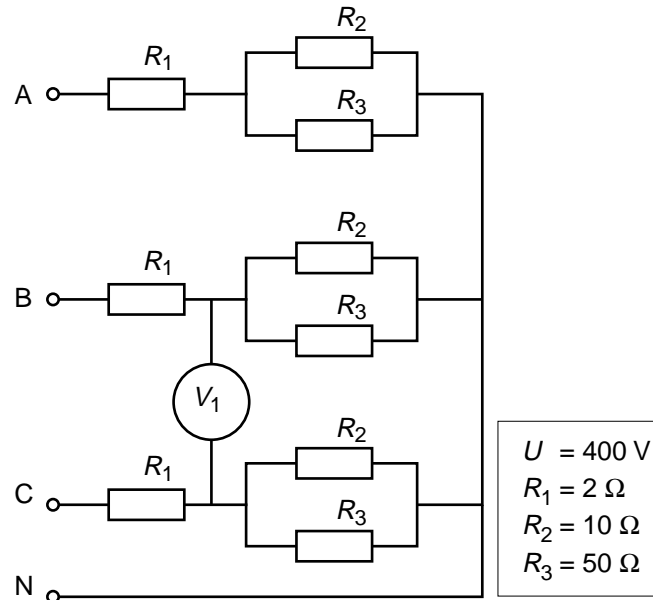 R2
R1
A
R3
R2
R1
B
R3
V1
R2
R1
C
R3
N
U = 400 V
R1 = 2 Ω
R2 = 10 Ω
R3 = 50 Ω